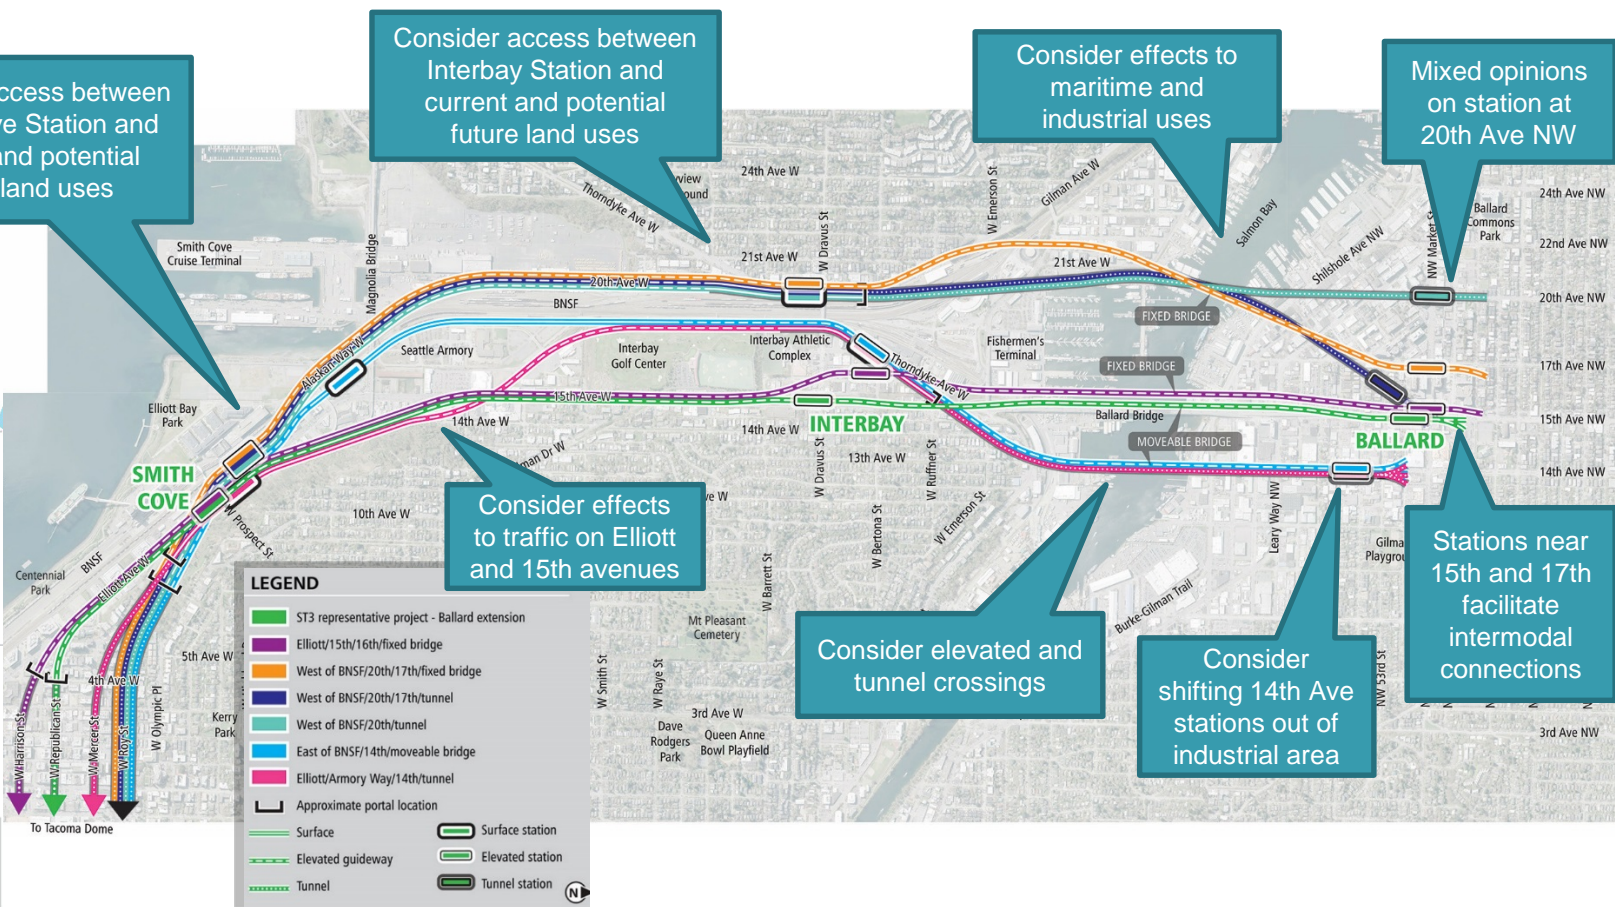 ccess between
ve Station and
and potential
land uses
Consider access between
Interbay Station and
current and potential
future land uses
Consider effects to
maritime and
industrial uses
Mixed opinions
on station at
20th Ave NW
24th Ave W
Thorndyke Ave W
W Dravus St
W Emerson St
Gilman Ave W
Salmon Bay
Shilshole Ave NW
NW Market St
Ballard
Commons
Park
24th Ave NW
22nd Ave NW
20th Ave NW
17th Ave NW
15th Ave NW
14th Ave NW
3rd Ave NW
Smith Cove
Cruise Terminal
Magnolia Bridge
21st Ave W
21st Ave W
20th Ave W
BNSF
FIXED BRIDGE
Alaskan Way W
Seattle Armory
Interbay
Golf Center
Interbay Athletic
Complex
Thorndyke Ave W
Fishermen's
Terminal
FIXED BRIDGE
Elliott Bay
Park
15th Ave W
14th Ave W
INTERBAY
14th Ave W
13th Ave W
W Dravus St
W Ruffner St
Ballard Bridge
MOVEABLE BRIDGE
BALLARD
SMITH
COVE
W Prospect St
10th Ave W
Consider effects
to traffic on Elliott
and 15th avenues
W Bertona St
W Emerson St
Leary Way NW
Stations near
15th and 17th
facilitate
intermodal
connections
Centennial
Park
BNSF
Elliott Ave W
W Barrett St
Mt Pleasant
Cemetery
Burke-Gilman Trail
Consider elevated and
tunnel crossings
Consider
shifting 14th Ave
stations out of
industrial area
NW 53rd St
5th Ave W
4th Ave W
W Olympic Pl
Kerry
Park
W Smith St
W Raye St
3rd Ave W
Dave
Rodgers
Park
Queen Anne
Bowl Playfield
W Harrison St
W Republican St
W Mercer St
W Roy St
To Tacoma Dome
LEGEND
ST3 representative project - Ballard extension
Elliott/15th/16th/fixed bridge
West of BNSF/20th/17th/fixed bridge
West of BNSF/20th/17th/tunnel
West of BNSF/20th/tunnel
East of BNSF/14th/moveable bridge
Elliott/Armory Way/14th/tunnel
Approximate portal location
Surface
Elevated guideway
Tunnel
Surface station
Elevated station
Tunnel station
N